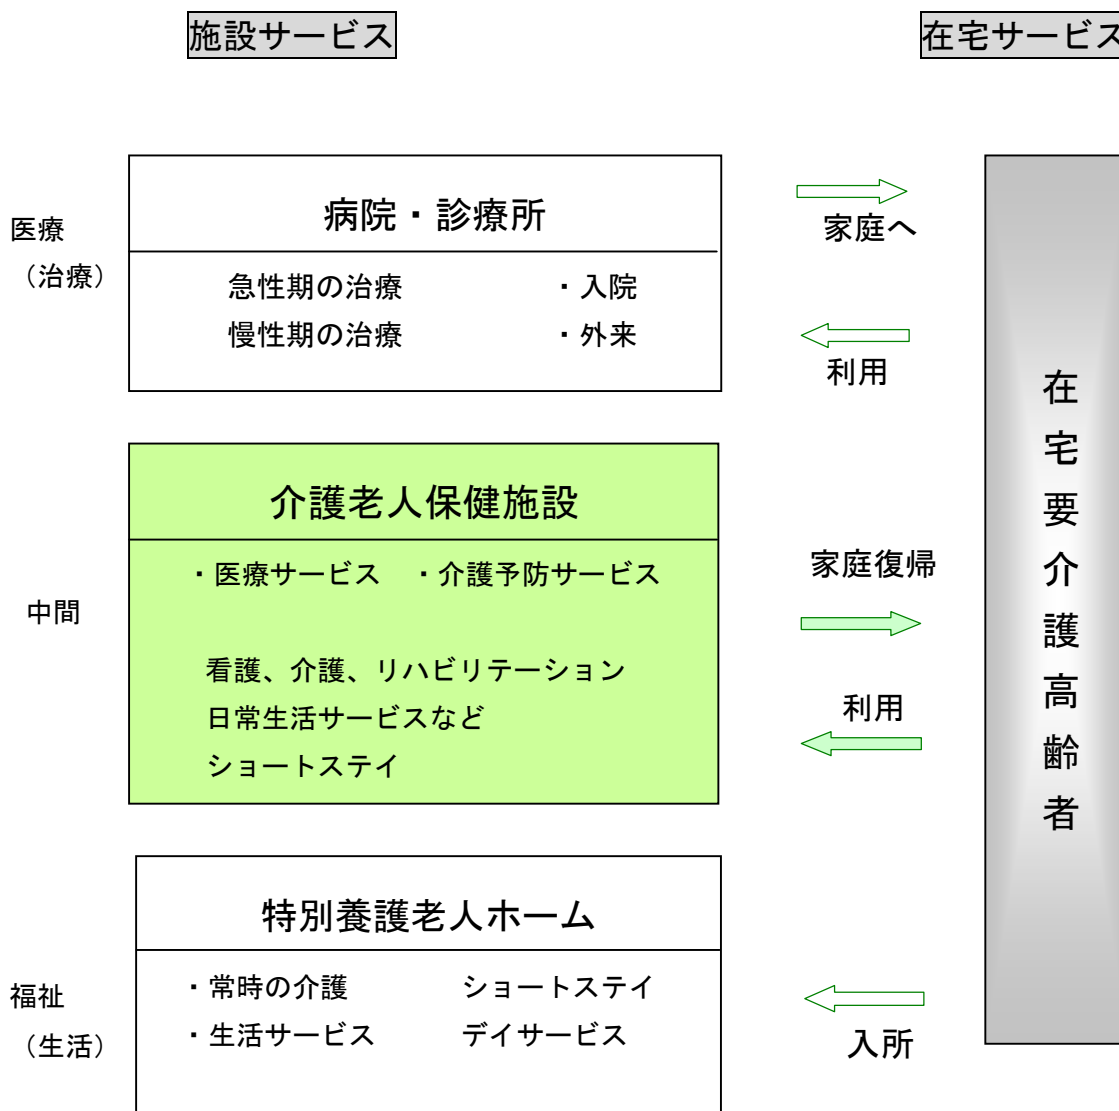 施設サービス
在宅サービス
医療
（治療）
病院・診療所
急性期の治療 ・入院
慢性期の治療 ・外来
家庭へ
利用
中間
介護老人保健施設
・医療サービス ・介護予防サービス
看護、介護、リハビリテーション
日常生活サービスなど
ショートステイ
家庭復帰
利用
福祉
（生活）
特別養護老人ホーム
・常時の介護 ショートステイ
・生活サービス デイサービス
入所
在宅要介護高齢者